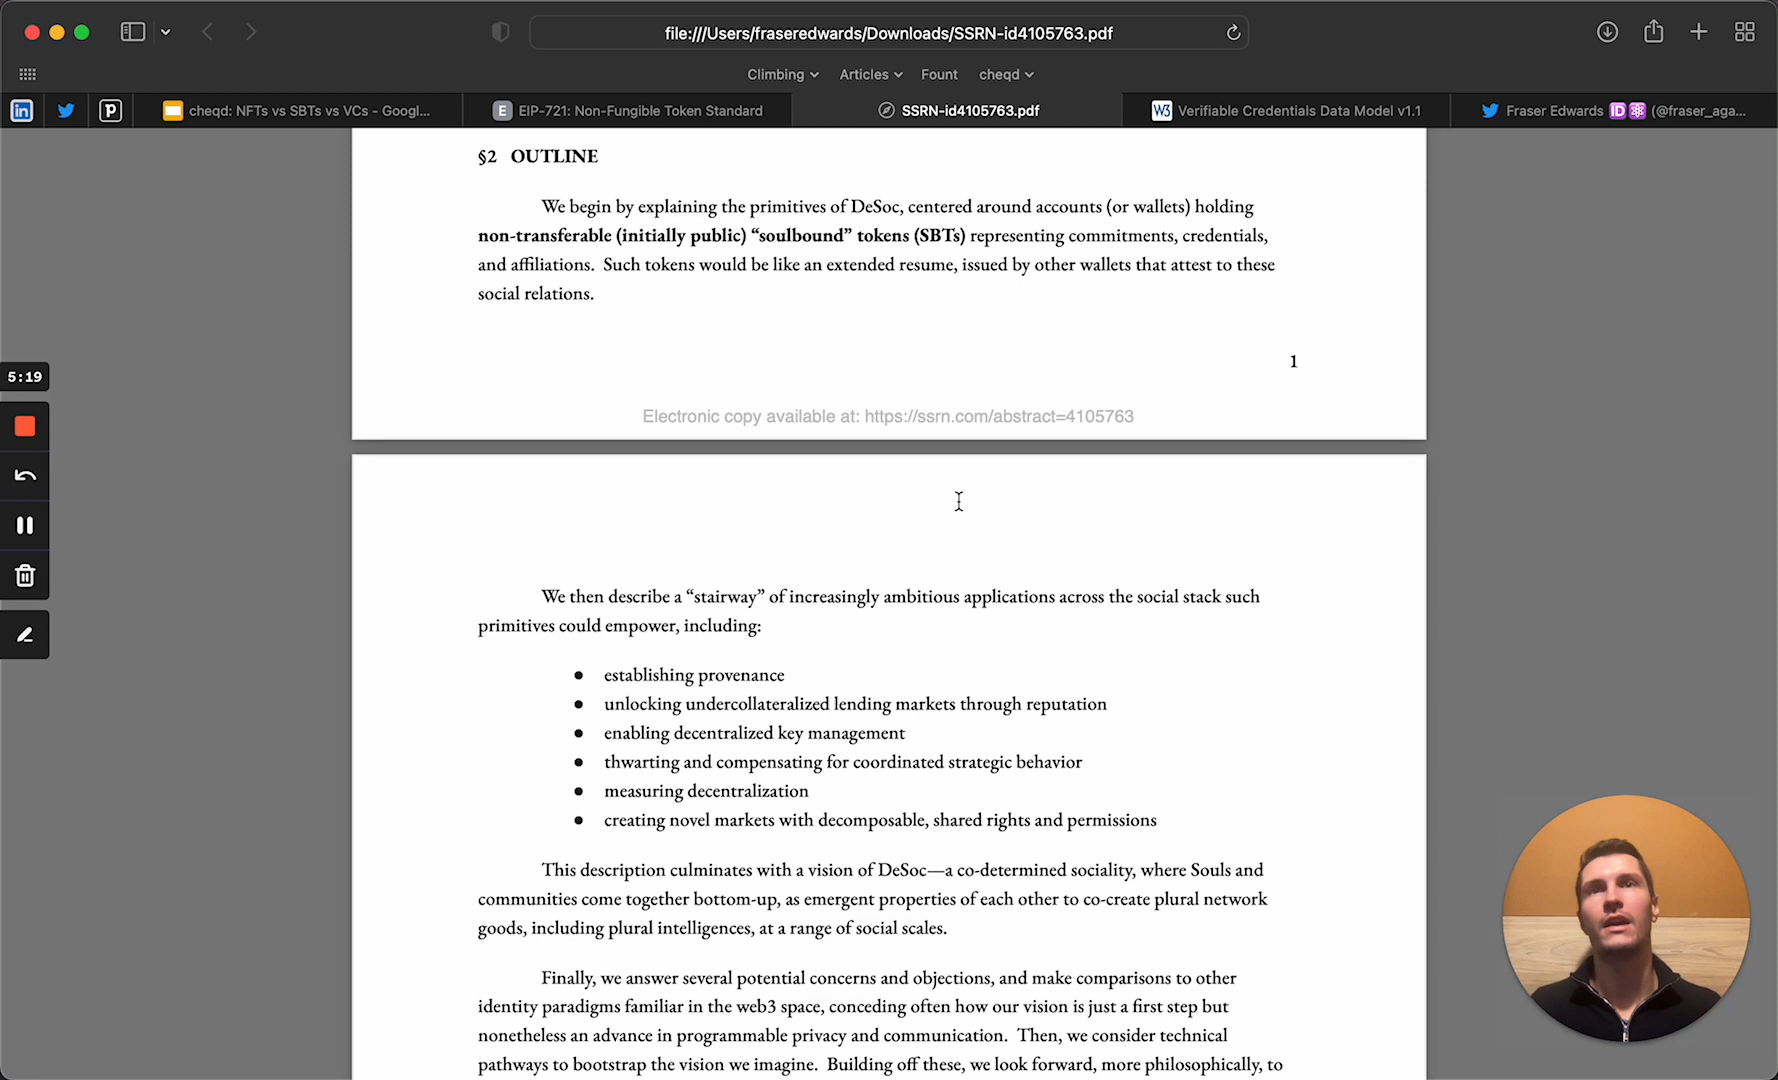 file:///Users/fraseredwards/Downloads/SSRN-id4105763.pdf
Climbing Articles Fount cheqd
in P cheqd: NFTs vs SBTs vs VCs - Googl... E EIP-721: Non-Fungible Token Standard SSRN-id4105763.pdf W3 Verifiable Credentials Data Model v1.1 Fraser Edwards ID (@fraser_aga...
§2 OUTLINE
We begin by explaining the primitives of DeSoc, centered around accounts (or wallets) holding
non-transferable (initially public) “soulbound” tokens (SBTs) representing commitments, credentials,
and affiliations. Such tokens would be like an extended resume, issued by other wallets that attest to these
social relations.
1
Electronic copy available at: https://ssrn.com/abstract=4105763
5:19
We then describe a “stairway” of increasingly ambitious applications across the social stack such
primitives could empower, including:
● establishing provenance
● unlocking undercollateralized lending markets through reputation
● enabling decentralized key management
● thwarting and compensating for coordinated strategic behavior
● measuring decentralization
● creating novel markets with decomposable, shared rights and permissions
This description culminates with a vision of DeSoc—a co-determined sociality, where Souls and
communities come together bottom-up, as emergent properties of each other to co-create plural network
goods, including plural intelligences, at a range of social scales.
Finally, we answer several potential concerns and objections, and make comparisons to other
identity paradigms familiar in the web3 space, conceding often how our vision is just a first step but
nonetheless an advance in programmable privacy and communication. Then, we consider technical
pathways to bootstrap the vision we imagine. Building off these, we look forward, more philosophically, to